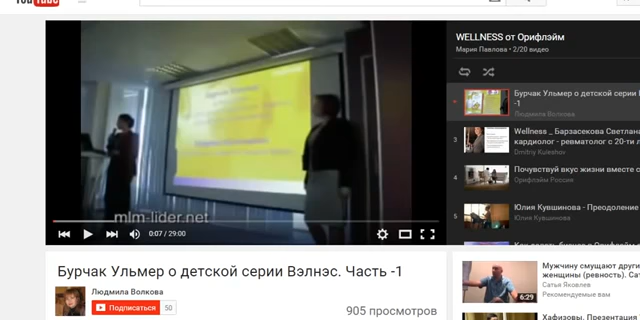 YouTube
WELLNESS от Орифлэйм
Мария Павлова • 2/20 видео
Бурчак Ульмер о детской серии
-1
Людмила Волкова
3
Wellness _ Барзасекова Светлана
кардиолог - ревматолог с 20-ти
Dmitriy Kuleshov
4
Почувствуй вкус жизни вместе с
Орифлэйм Россия
5
Юлия Кувшинова - Преодоление
Юлия Кувшинова
mlm-lider.net
0:07 / 29:00
Бурчак Ульмер о детской серии Вэлнэс. Часть -1
Людмила Волкова
Подписаться 50
905 просмотров
Мужчину смущают други
женщины (ревность). Сат
Сатья Яковлев
Рекомендуемые вам
6:29
Хафизовы. Презентация